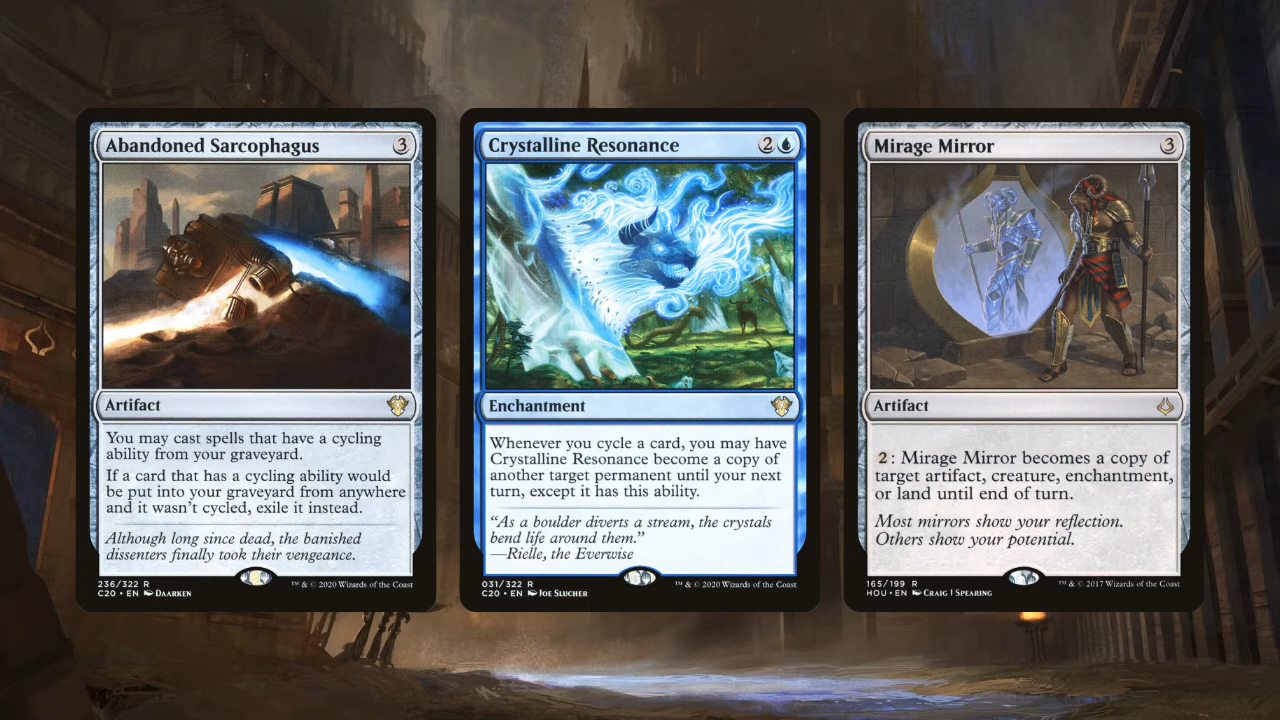 Abandoned Sarcophagus 3
Artifact
You may cast spells that have a cycling
ability from your graveyard.
If a card that has a cycling ability would
be put into your graveyard from anywhere
and it wasn't cycled, exile it instead.
Although long since dead, the banished
dissenters finally took their vengeance.
236/322 R
C20 • EN DAARKEN
™ & © 2020 Wizards of the Coast
Crystalline Resonance 2
Enchantment
Whenever you cycle a card, you may have
Crystalline Resonance become a copy of
another target permanent until your next
turn, except it has this ability.
“As a boulder diverts a stream, the crystals
bend life around them.”
—Rielle, the Everwise
031/322 R
C20 • EN JOE SLUCHER
™ & © 2020 Wizards of the Coast
Mirage Mirror 3
Artifact
2: Mirage Mirror becomes a copy of
target artifact, creature, enchantment,
or land until end of turn.
Most mirrors show your reflection.
Others show your potential.
165/199 R
HOU • EN CRAIG J SPEARING
™ & © 2017 Wizards of the Coast